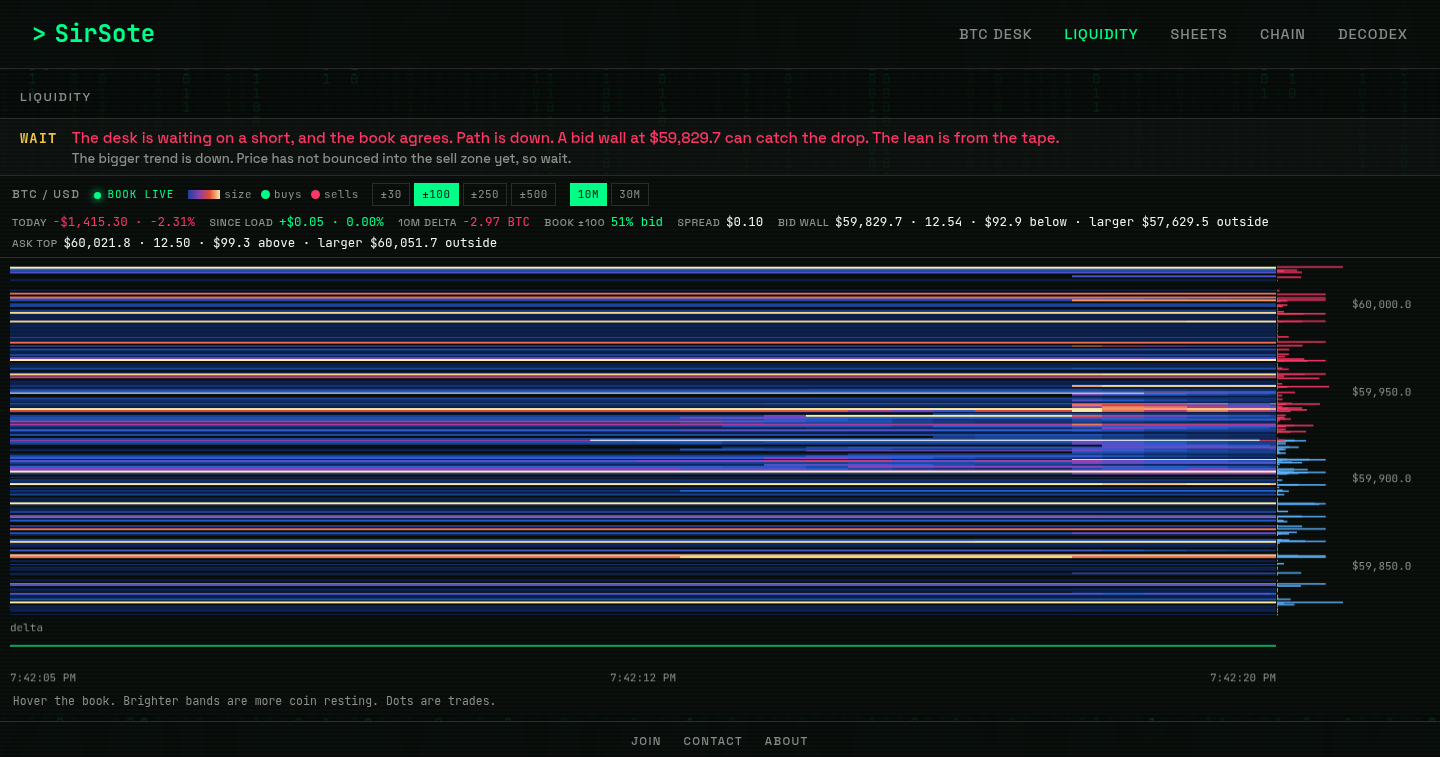 > SirSote
BTC DESK LIQUIDITY SHEETS CHAIN DECODEX
LIQUIDITY
WAIT The desk is waiting on a short, and the book agrees. Path is down. A bid wall at $59,829.7 can catch the drop. The lean is from the tape.
The bigger trend is down. Price has not bounced into the sell zone yet, so wait.
BTC / USD BOOK LIVE size buys sells ±30 ±100 ±250 ±500 10M 30M
TODAY -$1,415.30 · -2.31% SINCE LOAD +$0.05 · 0.00% 10M DELTA -2.97 BTC BOOK ±100 51% bid SPREAD $0.10 BID WALL $59,829.7 · 12.54 · $92.9 below · larger $57,629.5 outside
ASK TOP $60,021.8 · 12.50 · $99.3 above · larger $60,051.7 outside
$60,000.0
$59,950.0
$59,900.0
$59,850.0
delta
7:42:05 PM 7:42:12 PM 7:42:20 PM
Hover the book. Brighter bands are more coin resting. Dots are trades.
JOIN CONTACT ABOUT